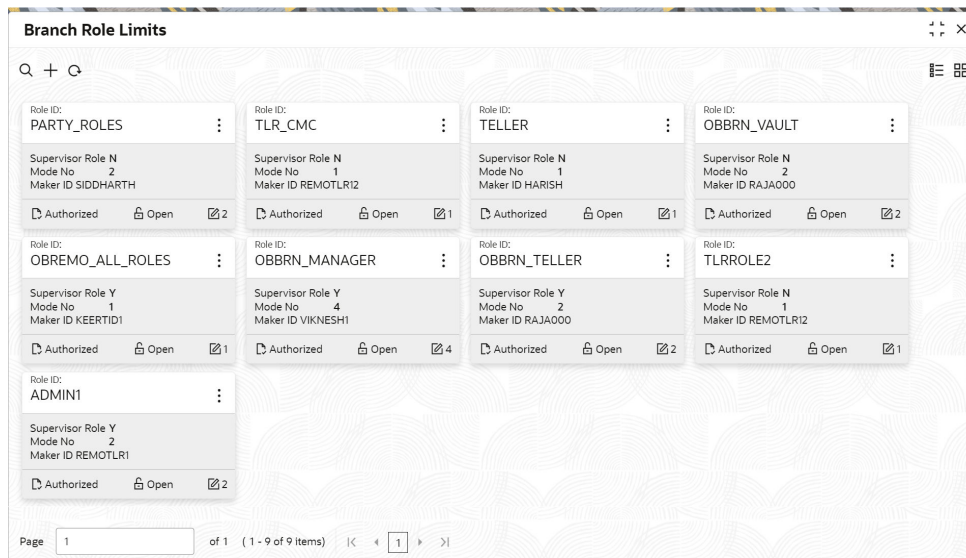 Branch Role Limits
Role ID:
PARTY_ROLES
Supervisor Role N
Mode No 2
Maker ID SIDDHARTH
Authorized Open 2
Role ID:
TLR_CMC
Supervisor Role N
Mode No 1
Maker ID REMOTLR12
Authorized Open 1
Role ID:
TELLER
Supervisor Role N
Mode No 1
Maker ID HARISH
Authorized Open 1
Role ID:
OBBRN_VAULT
Supervisor Role N
Mode No 2
Maker ID RAJA000
Authorized Open 2
Role ID:
OBREMO_ALL_ROLES
Supervisor Role Y
Mode No 1
Maker ID KEERTID1
Authorized Open 1
Role ID:
OBBRN_MANAGER
Supervisor Role Y
Mode No 4
Maker ID VIKNESH1
Authorized Open 4
Role ID:
OBBRN_TELLER
Supervisor Role Y
Mode No 2
Maker ID RAJA000
Authorized Open 2
Role ID:
TLRROLE2
Supervisor Role N
Mode No 1
Maker ID REMOTLR12
Authorized Open 1
Role ID:
ADMIN1
Supervisor Role Y
Mode No 2
Maker ID REMOTLR1
Authorized Open 2
Page 1 of 1 (1 - 9 of 9 items) 1